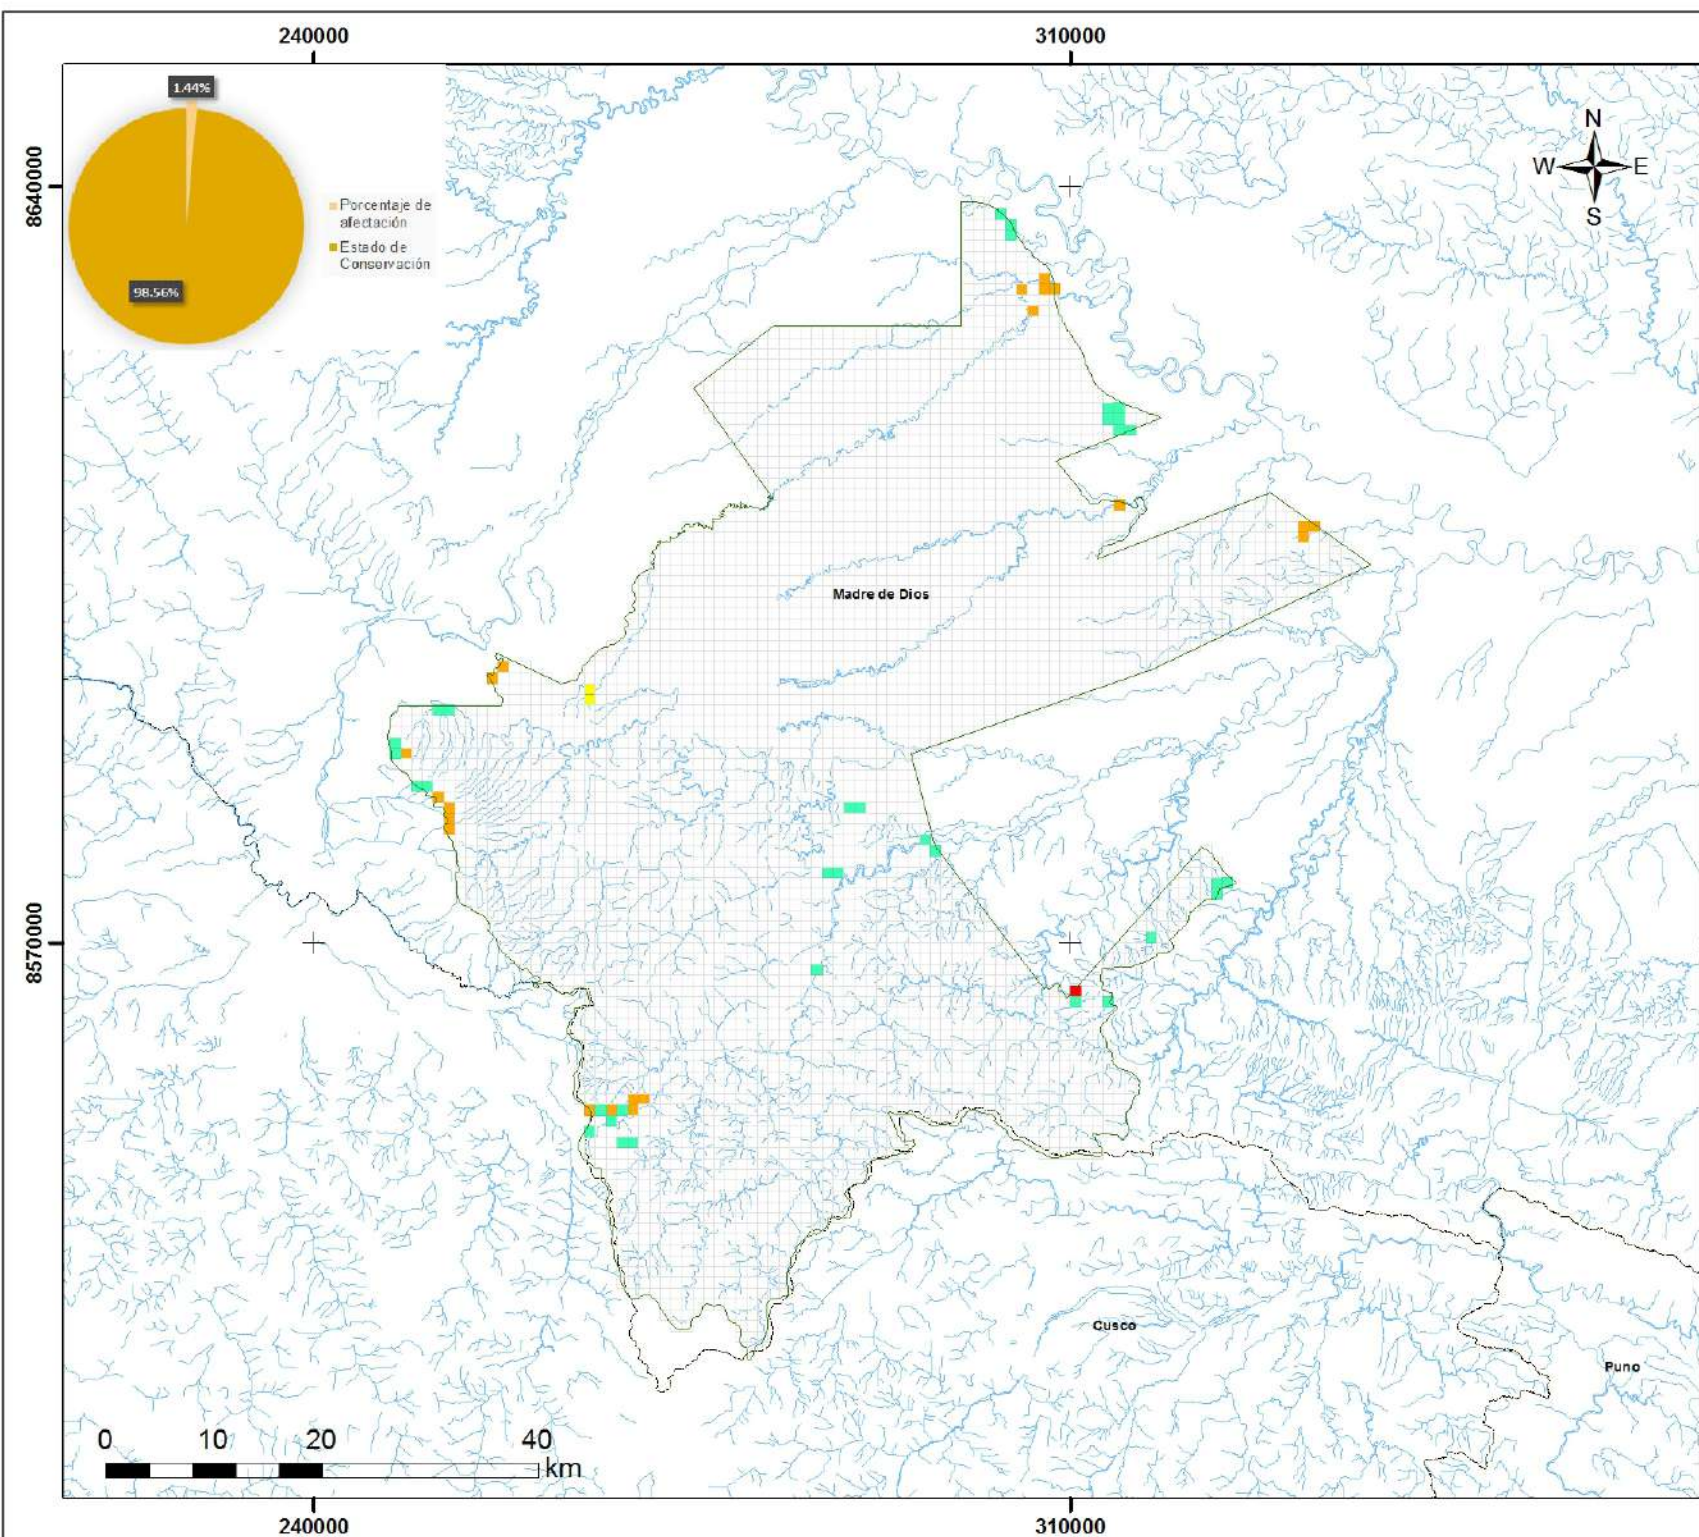 240000
310000
1.44%
N
8640000
W
E
Porcentaje de
afectación
S
Estado de
Conservación
98.56%
Madre de Dios
8570000
Cusco
Puno
0
10
20
40
km
240000
310000